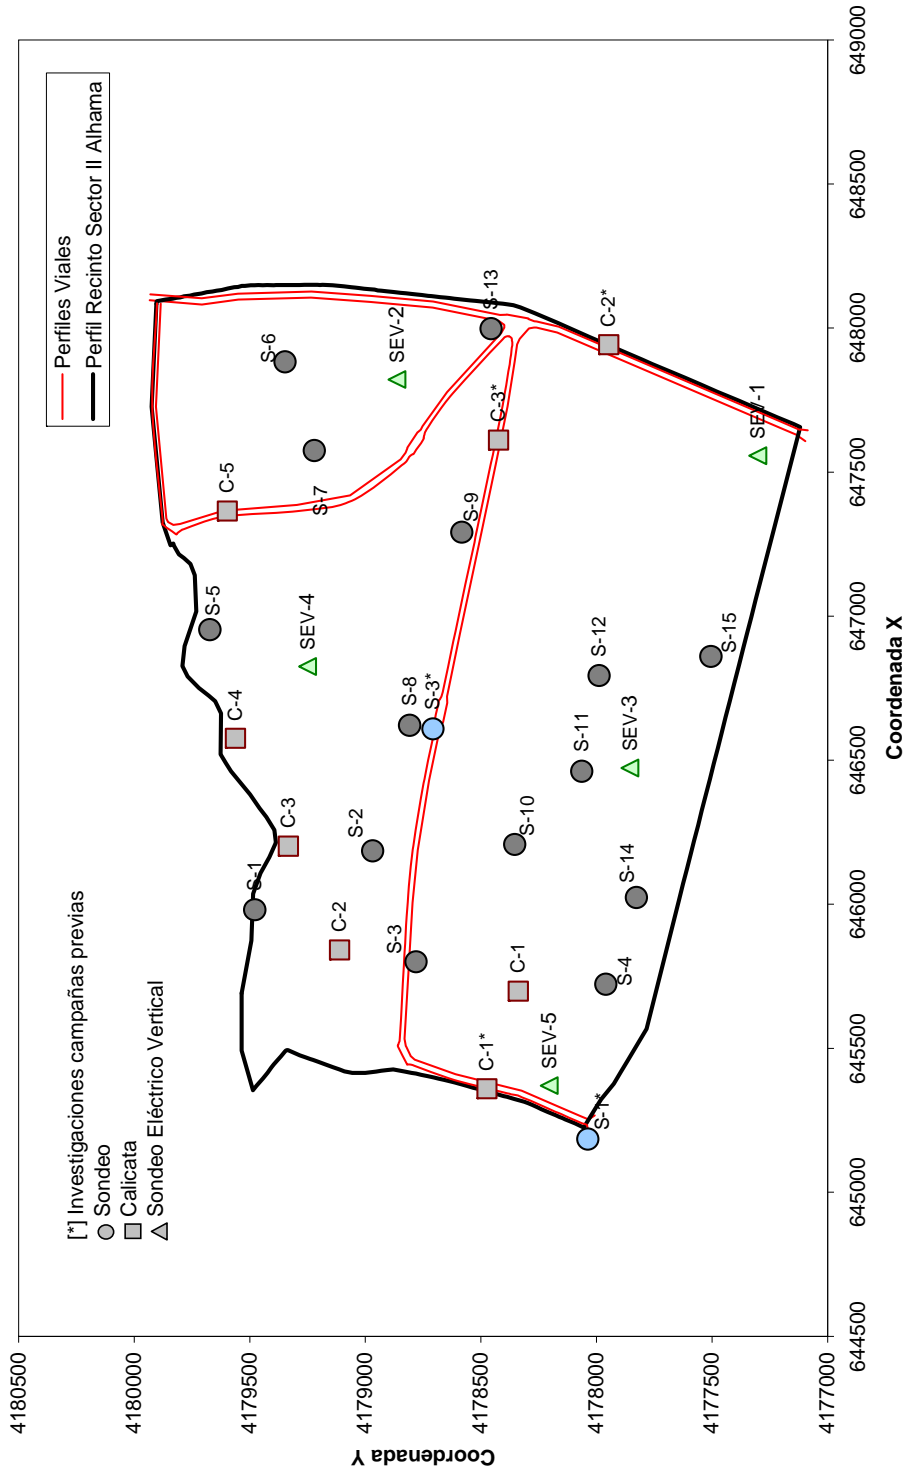 Perfiles Viales
Perfil Recinto Sector II Alhama
[*] Investigaciones campañas previas
Sondeo
Calicata
Sondeo Eléctrico Vertical
4180500
4180000
4179500
4179000
4178500
4178000
4177500
4177000
Coordenada Y
644500
645000
645500
646000
646500
647000
647500
648000
648500
649000
Coordenada X
S-1
S-2
S-3
S-4
S-5
S-6
S-7
S-8
S-9
S-10
S-11
S-12
S-13
S-14
S-15
S-1*
S-3*
C-1
C-2
C-3
C-4
C-5
C-1*
C-2*
C-3*
SEV-1
SEV-2
SEV-3
SEV-4
SEV-5